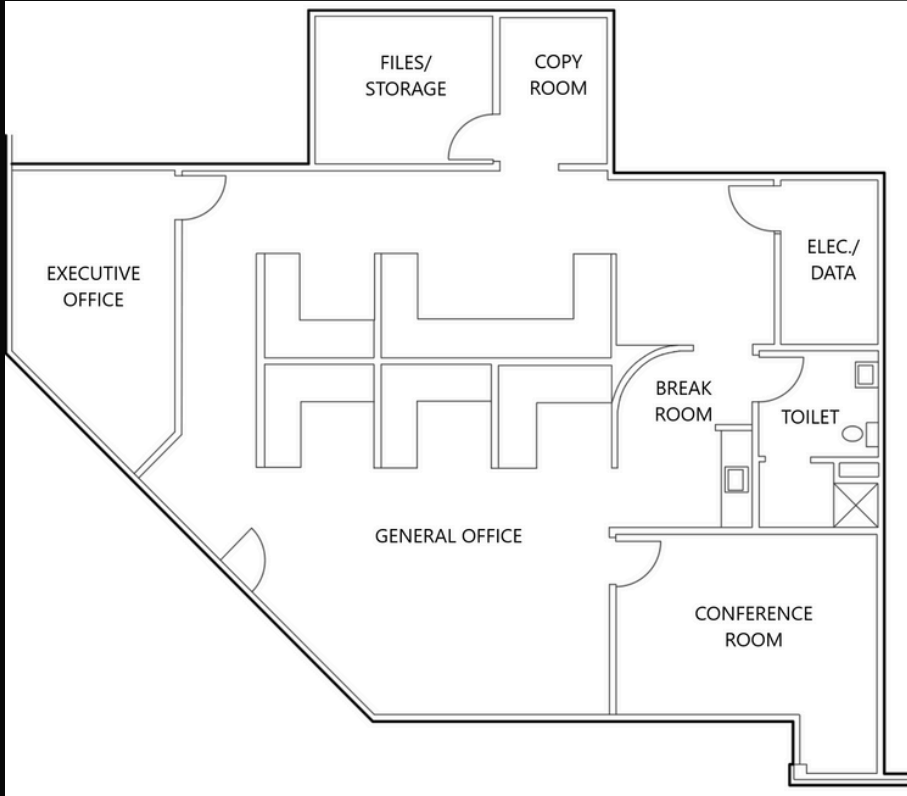 FILES/
STORAGE
COPY
ROOM
EXECUTIVE
OFFICE
ELEC./
DATA
BREAK
ROOM
TOILET
GENERAL OFFICE
CONFERENCE
ROOM